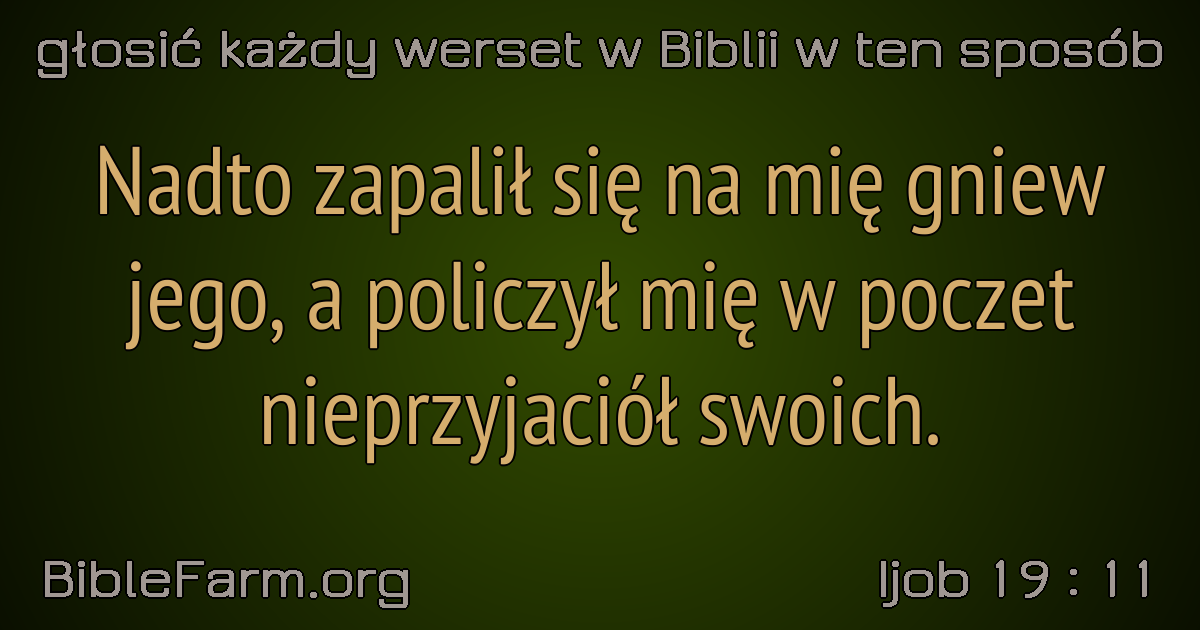 głosić każdy werset w Biblii w ten sposób
Nadto zapalił się na mię gniew
jego, a policzył mię w poczet
nieprzyjaciół swoich.
BibleFarm.org
Ijob 19 : 11